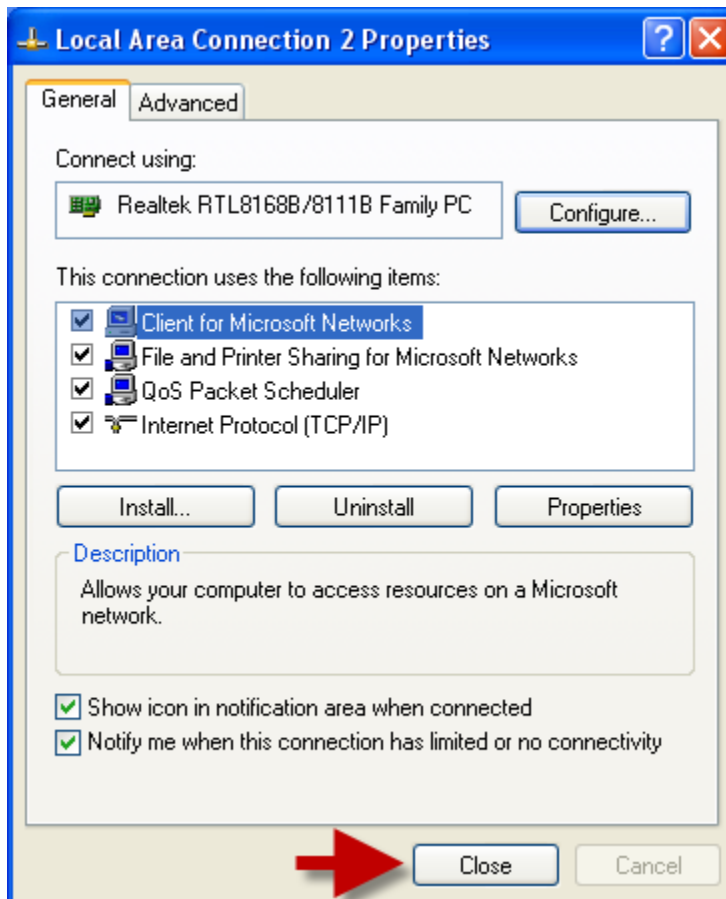 Local Area Connection 2 Properties
General
Advanced
Connect using:
Realtek RTL8168B/8111B Family PC
Configure...
This connection uses the following items:
Client for Microsoft Networks
File and Printer Sharing for Microsoft Networks
QoS Packet Scheduler
Internet Protocol (TCP/IP)
Install...
Uninstall
Properties
Description
Allows your computer to access resources on a Microsoft
network.
Show icon in notification area when connected
Notify me when this connection has limited or no connectivity
Close
Cancel